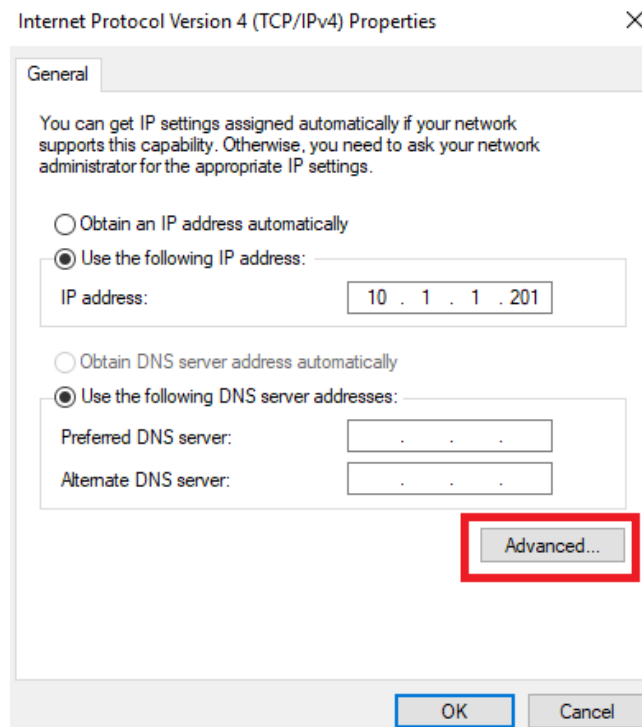 Internet Protocol Version 4 (TCP/IPv4) Properties
General
You can get IP settings assigned automatically if your network
supports this capability. Otherwise, you need to ask your network
administrator for the appropriate IP settings.
Obtain an IP address automatically
Use the following IP address:
IP address: 10 . 1 . 1 . 201
Obtain DNS server address automatically
Use the following DNS server addresses:
Preferred DNS server: . . .
Alternate DNS server: . . .
Advanced...
OK Cancel